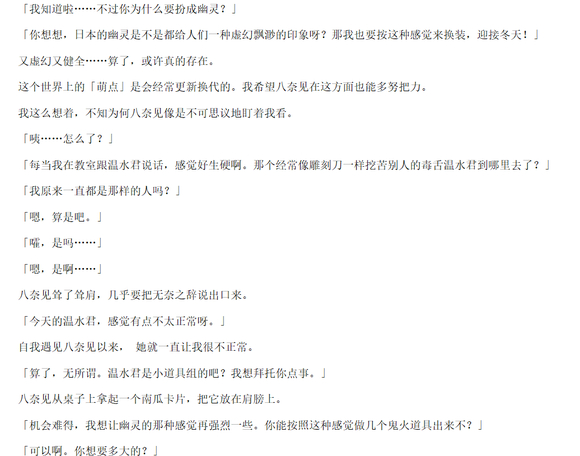 「我知道啦……不过你为什么要扮成幽灵？」
「你想想，日本的幽灵是不是都给人们一种虚幻飘渺的印象呀？那我也要按这种感觉来换装，迎接冬天！」
又虚幻又健全……算了，或许真的存在。
这个世界上的「萌点」是会经常更新换代的。我希望八奈见在这方面也能多努把力。
我这么想着，不知为何八奈见像是不可思议地盯着我看。
「咦……怎么了？」
「每当我在教室跟温水君说话，感觉好生硬啊。那个经常像雕刻刀一样挖苦别人的毒舌温水君到哪里去了？」
「我原来一直都是那样的人吗？」
「嗯，算是吧。」
「嚯，是吗……」
「嗯，是啊……」
八奈见耸了耸肩，几乎要把无奈之辞说出口来。
「今天的温水君，感觉有点不太正常呀。」
自我遇见八奈见以来， 她就一直让我很不正常。
「算了，无所谓。温水君是小道具组的吧？我想拜托你点事。」
八奈见从桌子上拿起一个南瓜卡片，把它放在肩膀上。
「机会难得，我想让幽灵的那种感觉再强烈一些。你能按照这种感觉做几个鬼火道具出来不？」
「可以啊。你想要多大的？」